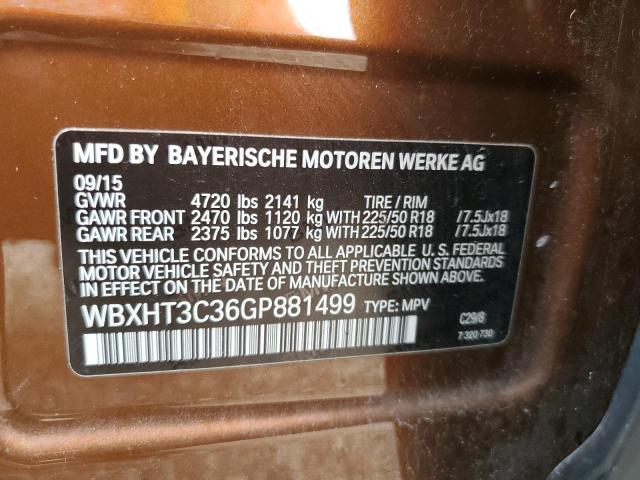 MFD BY BAYERISCHE MOTOREN WERKE AG
09/15
GVWR 4720 lbs 2141 kg TIRE / RIM
GAWR FRONT 2470 lbs 1120 kg WITH 225/50 R18 /7.5Jx18
GAWR REAR 2375 lbs 1077 kg WITH 225/50 R18 /7.5Jx18
THIS VEHICLE CONFORMS TO ALL APPLICABLE U. S. FEDERAL
MOTOR VEHICLE SAFETY AND THEFT PREVENTION STANDARDS
IN EFFECT ON THE DATE OF MANUFACTURE SHOWN ABOVE.
WBXHT3C36GP881499 TYPE: MPV
C29/8
7 320 730